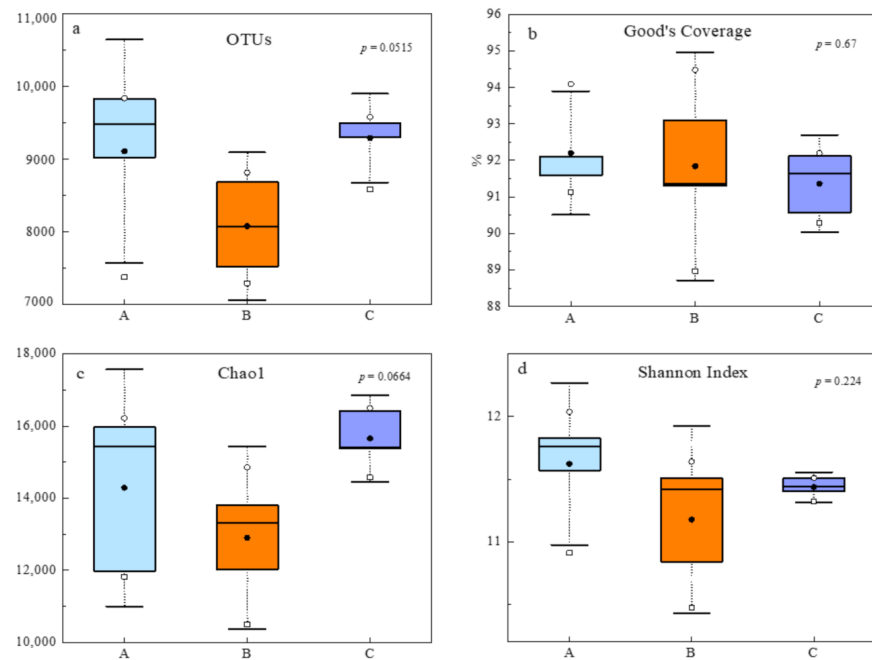 a
OTUs
p = 0.0515
11,000
10,000
9000
8000
7000
A
B
C
b
Good's Coverage
p = 0.67
%
96
95
94
93
92
91
90
89
88
A
B
C
c
Chao1
p = 0.0664
18,000
16,000
14,000
12,000
10,000
A
B
C
d
Shannon Index
p = 0.224
12
11
A
B
C